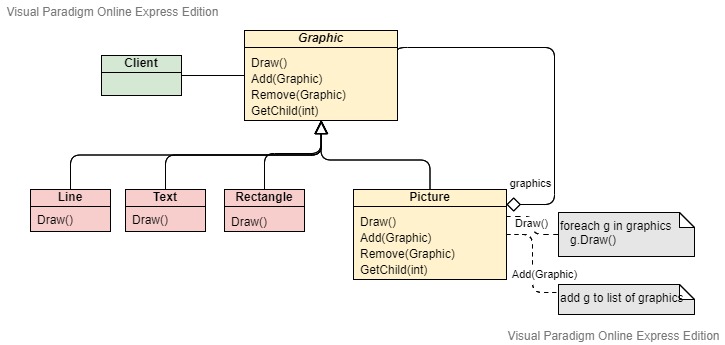 Visual Paradigm Online Express Edition
Graphic
Draw()
Add(Graphic)
Remove(Graphic)
GetChild(int)
Client
graphics
Line
Draw()
Text
Draw()
Rectangle
Draw()
Picture
Draw()
Add(Graphic)
Remove(Graphic)
GetChild(int)
Draw()
foreach g in graphics
g.Draw()
Add(Graphic)
add g to list of graphics
Visual Paradigm Online Express Edition